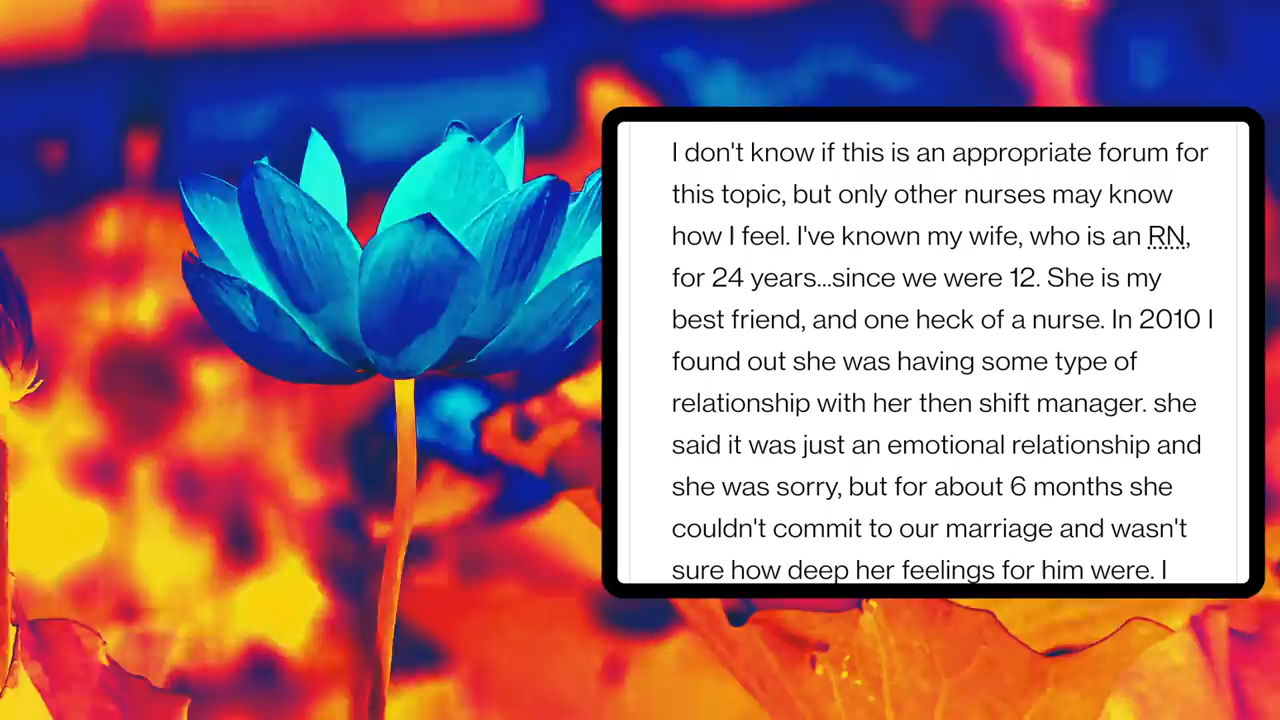 I don't know if this is an appropriate forum for
this topic, but only other nurses may know
how I feel. I've known my wife, who is an RN,
for 24 years...since we were 12. She is my
best friend, and one heck of a nurse. In 2010 I
found out she was having some type of
relationship with her then shift manager. she
said it was just an emotional relationship and
she was sorry, but for about 6 months she
couldn't commit to our marriage and wasn't
sure how deep her feelings for him were. I